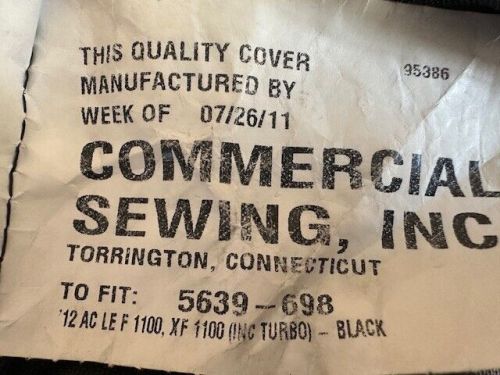 THIS QUALITY COVER 95386
MANUFACTURED BY
WEEK OF 07/26/11
COMMERCIAL
SEWING, INC
TORRINGTON, CONNECTICUT
TO FIT: 5639-698
'12 AC LE F 1100, XF 1100 (INC TURBO) - BLACK